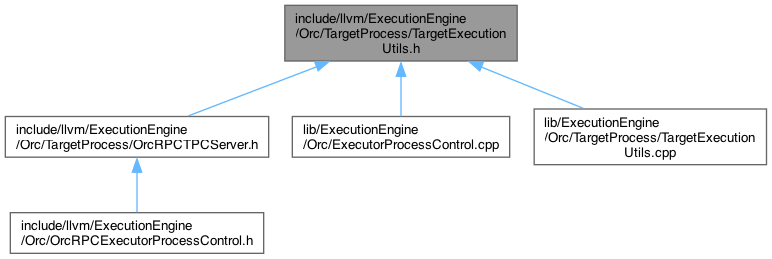 include/llvm/ExecutionEngine
/Orc/TargetProcess/TargetExecution
Utils.h
include/llvm/ExecutionEngine
/Orc/TargetProcess/OrcRPCTPCServer.h
lib/ExecutionEngine
/Orc/ExecutorProcessControl.cpp
lib/ExecutionEngine
/Orc/TargetProcess/TargetExecution
Utils.cpp
include/llvm/ExecutionEngine
/Orc/OrcRPCExecutorProcessControl.h